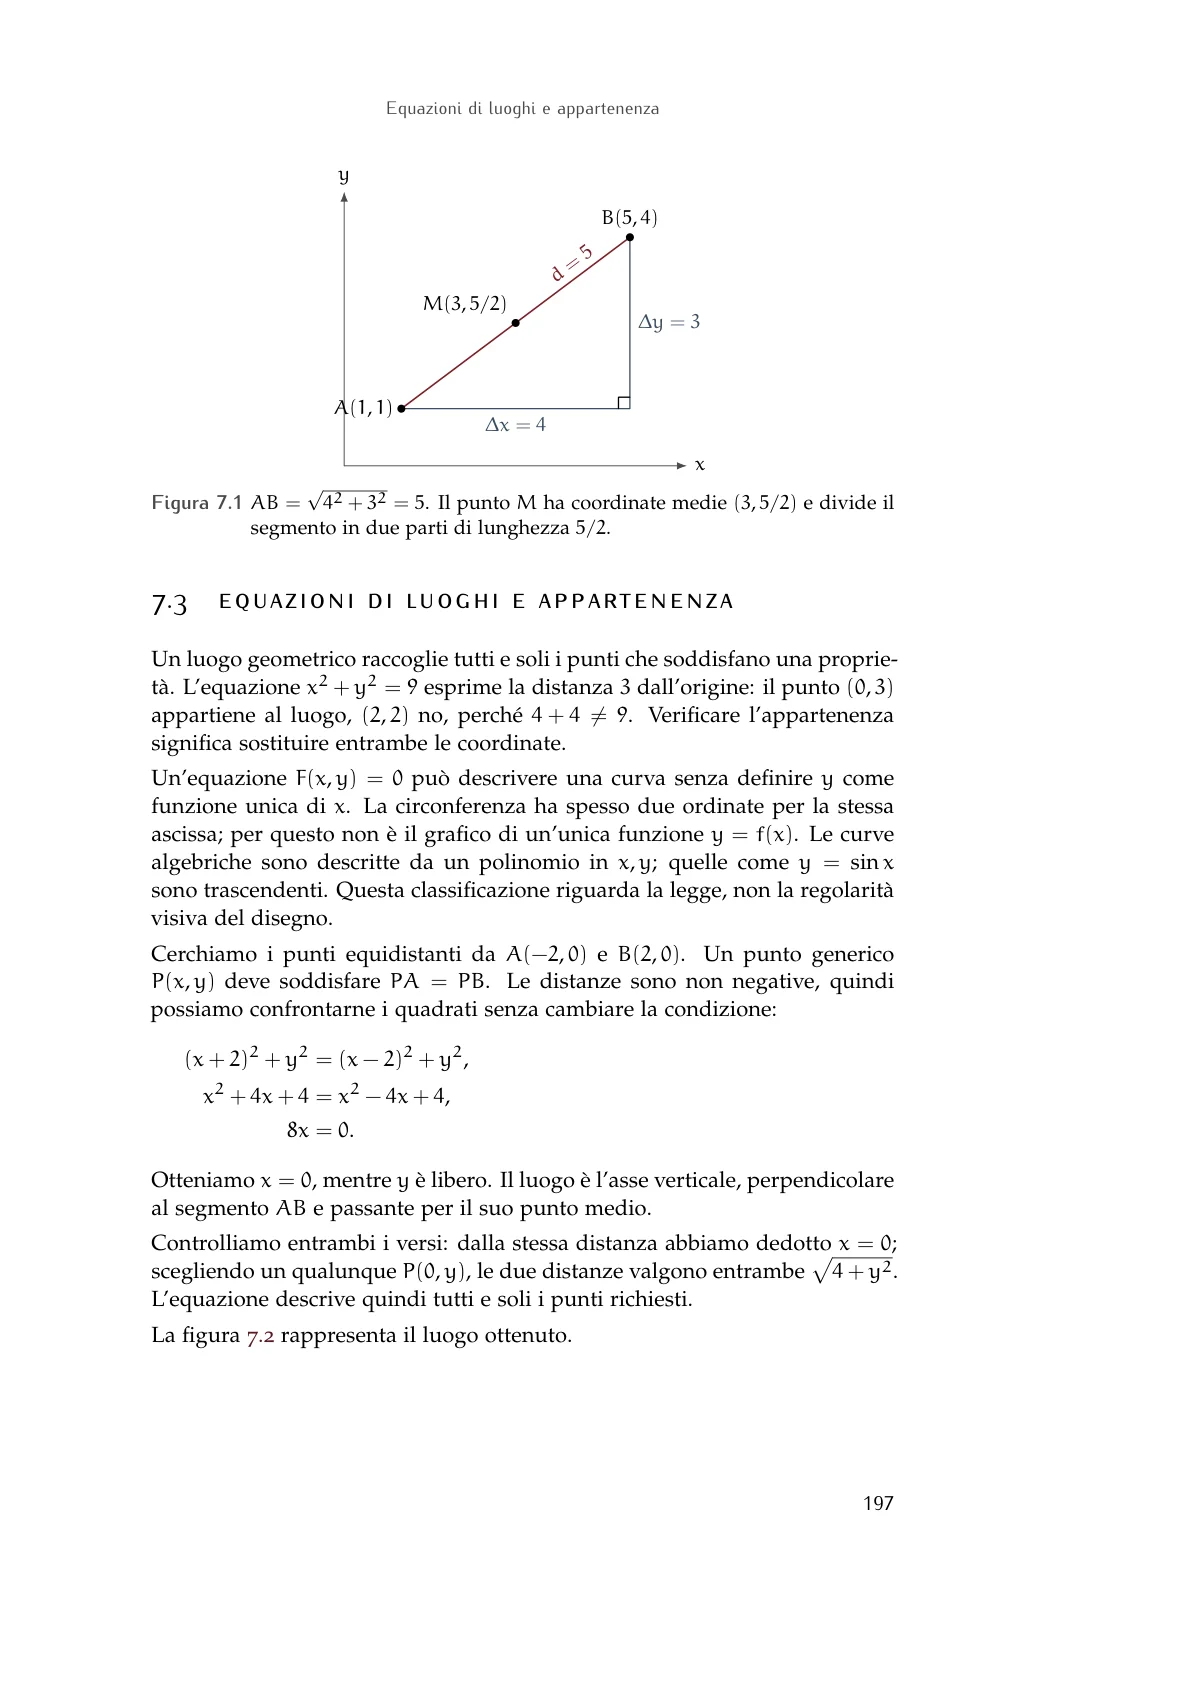 Equazioni di luoghi e appartenenza
y
B(5, 4)
d = 5
M(3, 5/2)
Δy = 3
A(1, 1)
Δx = 4
x
Figura 7.1 AB = √(4² + 3²) = 5. Il punto M ha coordinate medie (3, 5/2) e divide il
segmento in due parti di lunghezza 5/2.
7.3 EQUAZIONI DI LUOGHI E APPARTENENZA
Un luogo geometrico raccoglie tutti e soli i punti che soddisfano una proprie-
tà. L'equazione x² + y² = 9 esprime la distanza 3 dall'origine: il punto (0, 3)
appartiene al luogo, (2, 2) no, perché 4 + 4 ≠ 9. Verificare l'appartenenza
significa sostituire entrambe le coordinate.
Un'equazione F(x, y) = 0 può descrivere una curva senza definire y come
funzione unica di x. La circonferenza ha spesso due ordinate per la stessa
ascissa; per questo non è il grafico di un'unica funzione y = f(x). Le curve
algebriche sono descritte da un polinomio in x, y; quelle come y = sin x
sono trascendenti. Questa classificazione riguarda la legge, non la regolarità
visiva del disegno.
Cerchiamo i punti equidistanti da A(−2, 0) e B(2, 0). Un punto generico
P(x, y) deve soddisfare PA = PB. Le distanze sono non negative, quindi
possiamo confrontarne i quadrati senza cambiare la condizione:
(x + 2)² + y² = (x − 2)² + y²,
x² + 4x + 4 = x² − 4x + 4,
8x = 0.
Otteniamo x = 0, mentre y è libero. Il luogo è l'asse verticale, perpendicolare
al segmento AB e passante per il suo punto medio.
Controlliamo entrambi i versi: dalla stessa distanza abbiamo dedotto x = 0;
scegliendo un qualunque P(0, y), le due distanze valgono entrambe √(4 + y²).
L'equazione descrive quindi tutti e soli i punti richiesti.
La figura 7.2 rappresenta il luogo ottenuto.
197